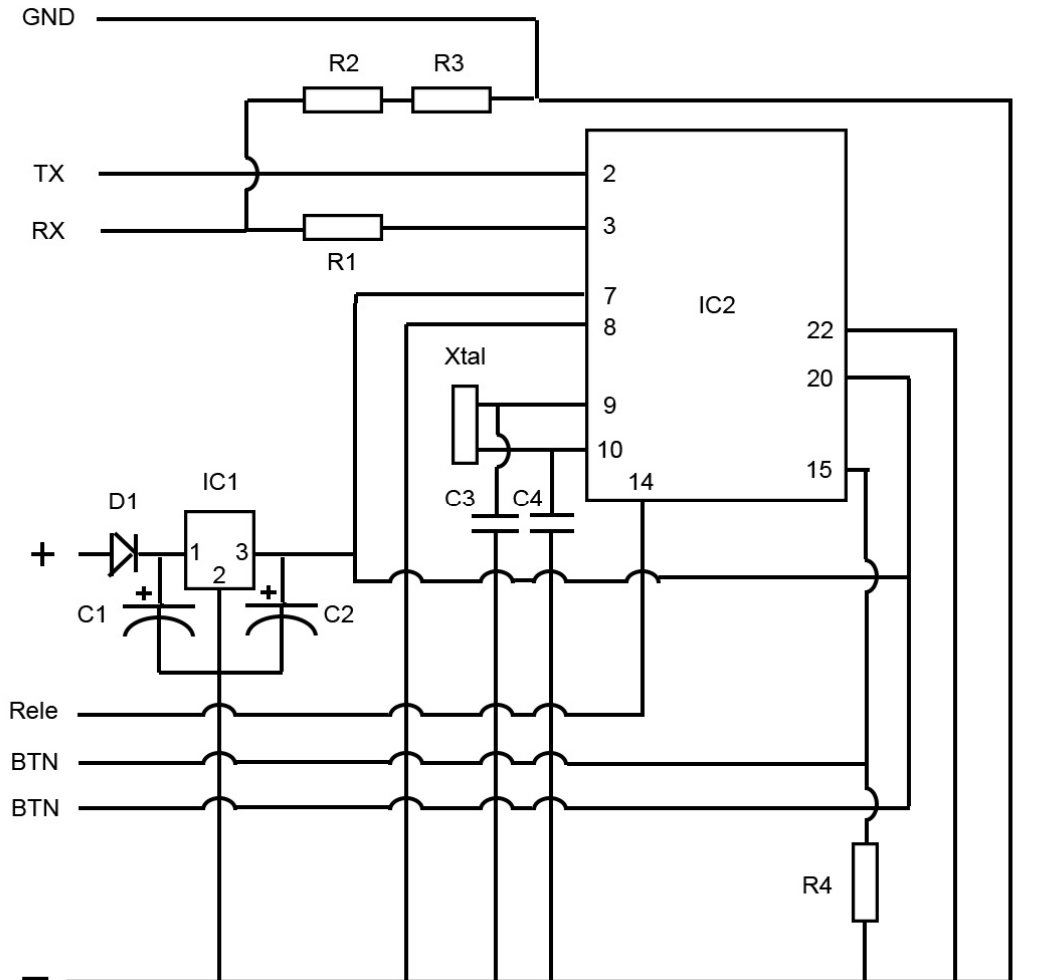 GND
R2 R3
TX 2
RX 3
R1
7
IC2
8 22
Xtal
20
9
10
15
IC1 14
D1 C3 C4
+ 1 3
2
+ +
C1 C2
Rele
BTN
BTN
R4